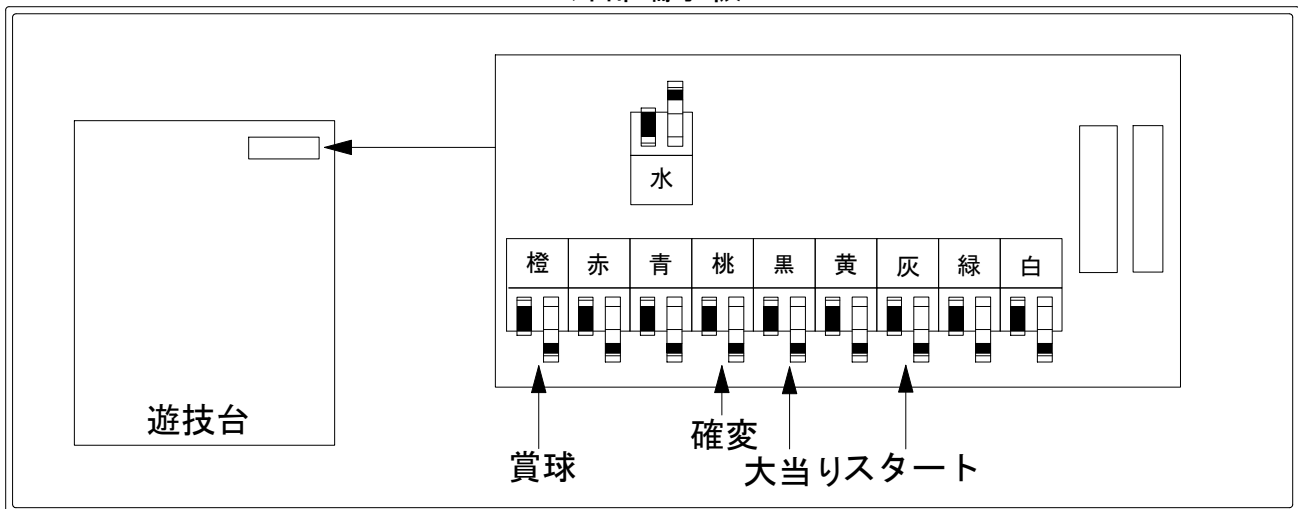 水
橙 赤 青 桃 黒 黄 灰 緑 白
遊技台
賞球
確変
大当り
スタート